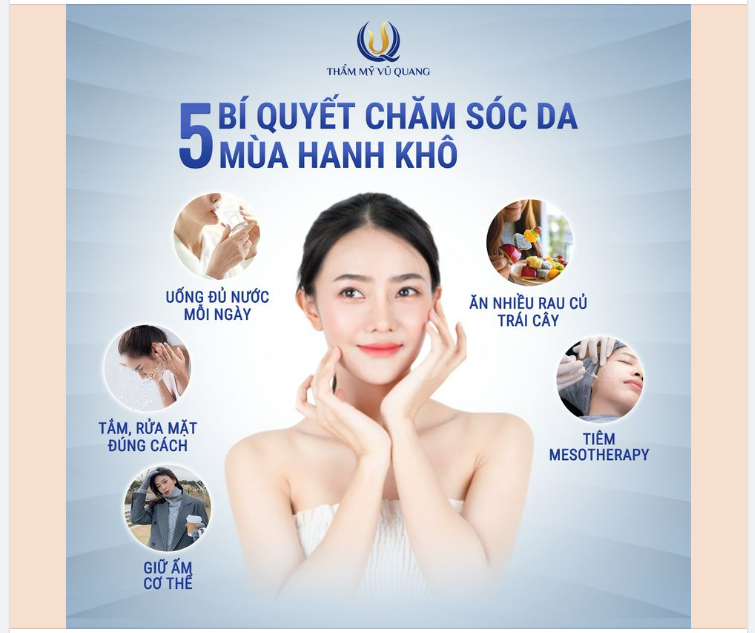 THẨM MỸ VŨ QUANG
5 BÍ QUYẾT CHĂM SÓC DA
MÙA HANH KHÔ
UỐNG ĐỦ NƯỚC
MỖI NGÀY
ĂN NHIỀU RAU CỦ
TRÁI CÂY
TẮM, RỬA MẶT
ĐÚNG CÁCH
TIÊM
MESOTHERAPY
GIỮ ẤM
CƠ THỂ